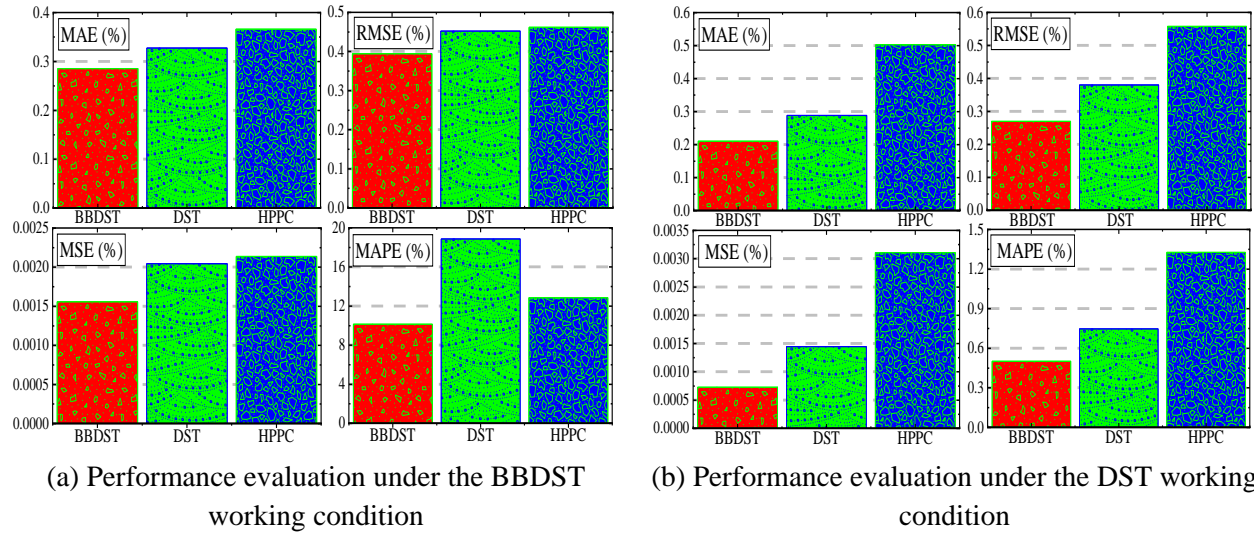 MAE (%)
0.4
0.3
0.2
0.1
0.0
BBDST DST HPPC
RMSE (%)
0.5
0.4
0.3
0.2
0.1
0.0
BBDST DST HPPC
MSE (%)
0.0025
0.0020
0.0015
0.0010
0.0005
0.0000
BBDST DST HPPC
MAPE (%)
20
16
12
8
4
0
BBDST DST HPPC
(a) Performance evaluation under the BBDST
working condition
MAE (%)
0.6
0.5
0.4
0.3
0.2
0.1
0.0
BBDST DST HPPC
RMSE (%)
0.6
0.5
0.4
0.3
0.2
0.1
0.0
BBDST DST HPPC
MSE (%)
0.0035
0.0030
0.0025
0.0020
0.0015
0.0010
0.0005
0.0000
BBDST DST HPPC
MAPE (%)
1.5
1.2
0.9
0.6
0.3
0.0
BBDST DST HPPC
(b) Performance evaluation under the DST working
condition